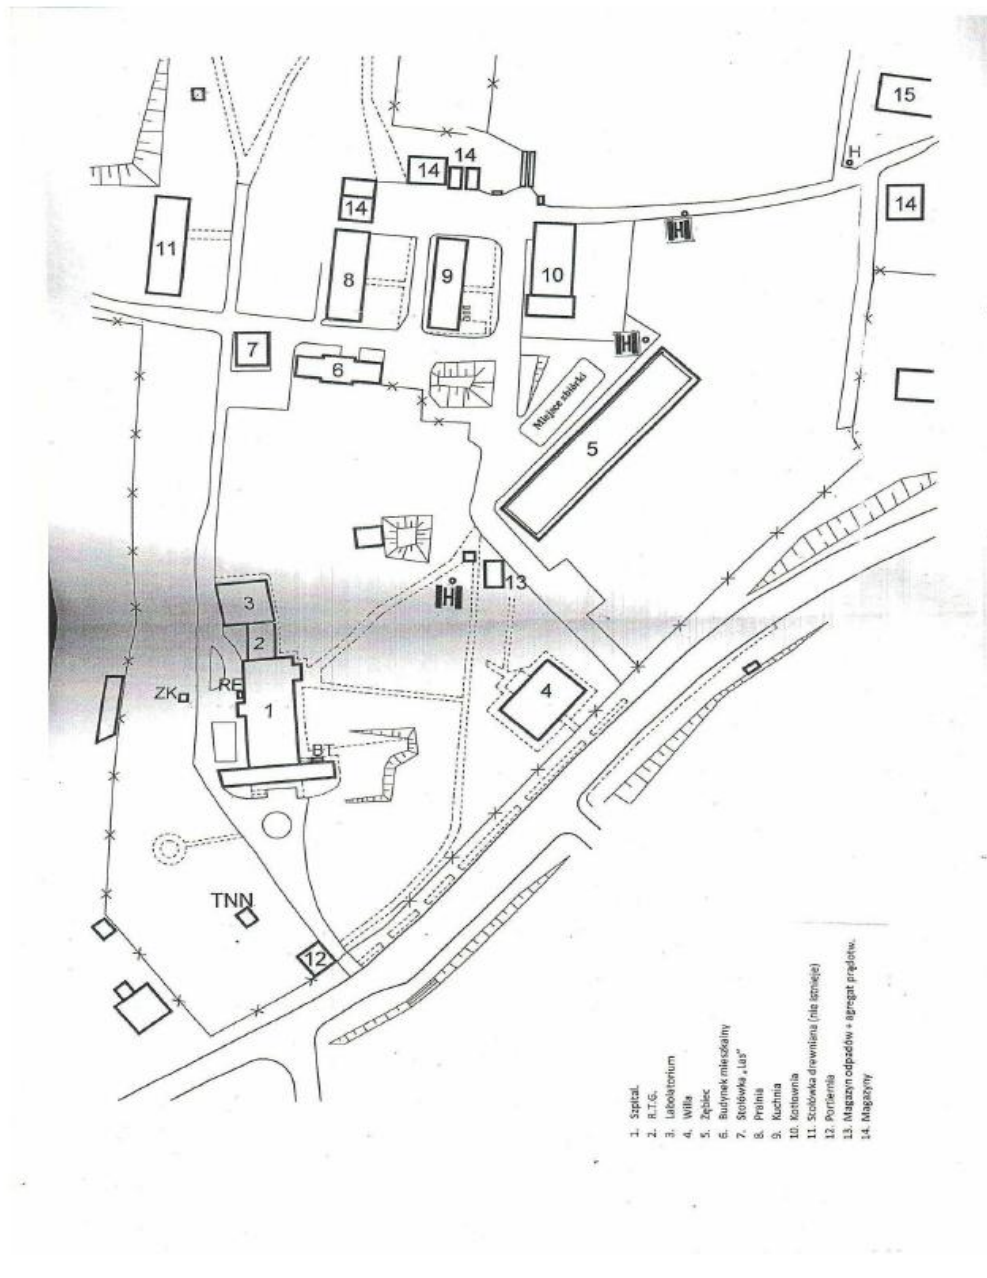 15
H
14
14
14
14
11
8
9
10
H
7
6
H
Miejsce zbiórki
5
3
2
13
H
ZK
RE
1
4
BT
TNN
12
1. Szpital.
2. R.T.G.
3. Labolatorium
4. Willa
5. Zębiec
6. Budynek mieszkalny
7. Stołówka „Las”
8. Pralnia
9. Kuchnia
10. Kotłownia
11. Stołówka drewniana (nie istnieje)
12. Portiernia
13. Magazyn odpadów + agregat prądotw.
14. Magazyny